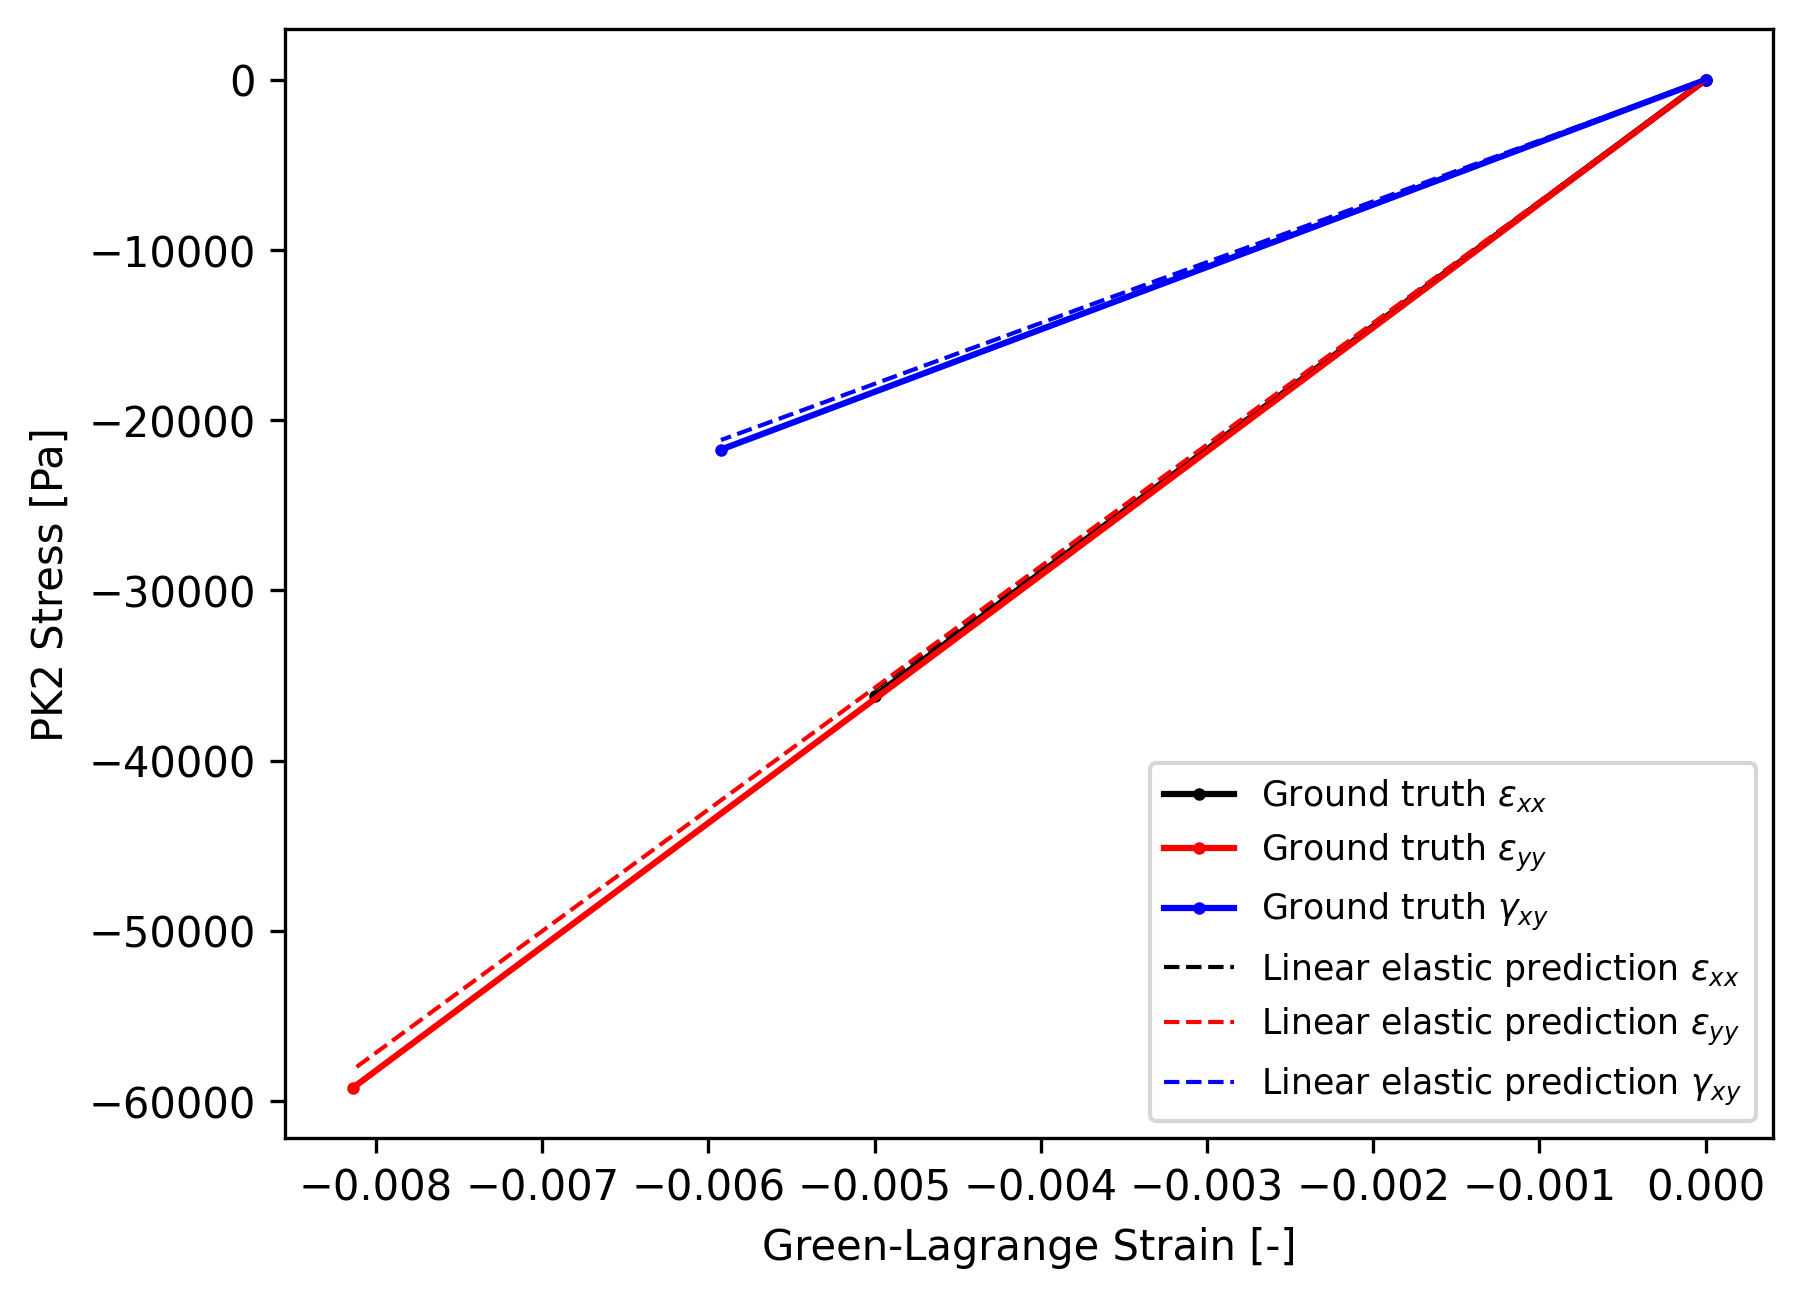 0
−10000
−20000
−30000
−40000
−50000
−60000
PK2 Stress [Pa]
−0.008 −0.007 −0.006 −0.005 −0.004 −0.003 −0.002 −0.001 0.000
Green-Lagrange Strain [-]
Ground truth εxx
Ground truth εyy
Ground truth γxy
Linear elastic prediction εxx
Linear elastic prediction εyy
Linear elastic prediction γxy